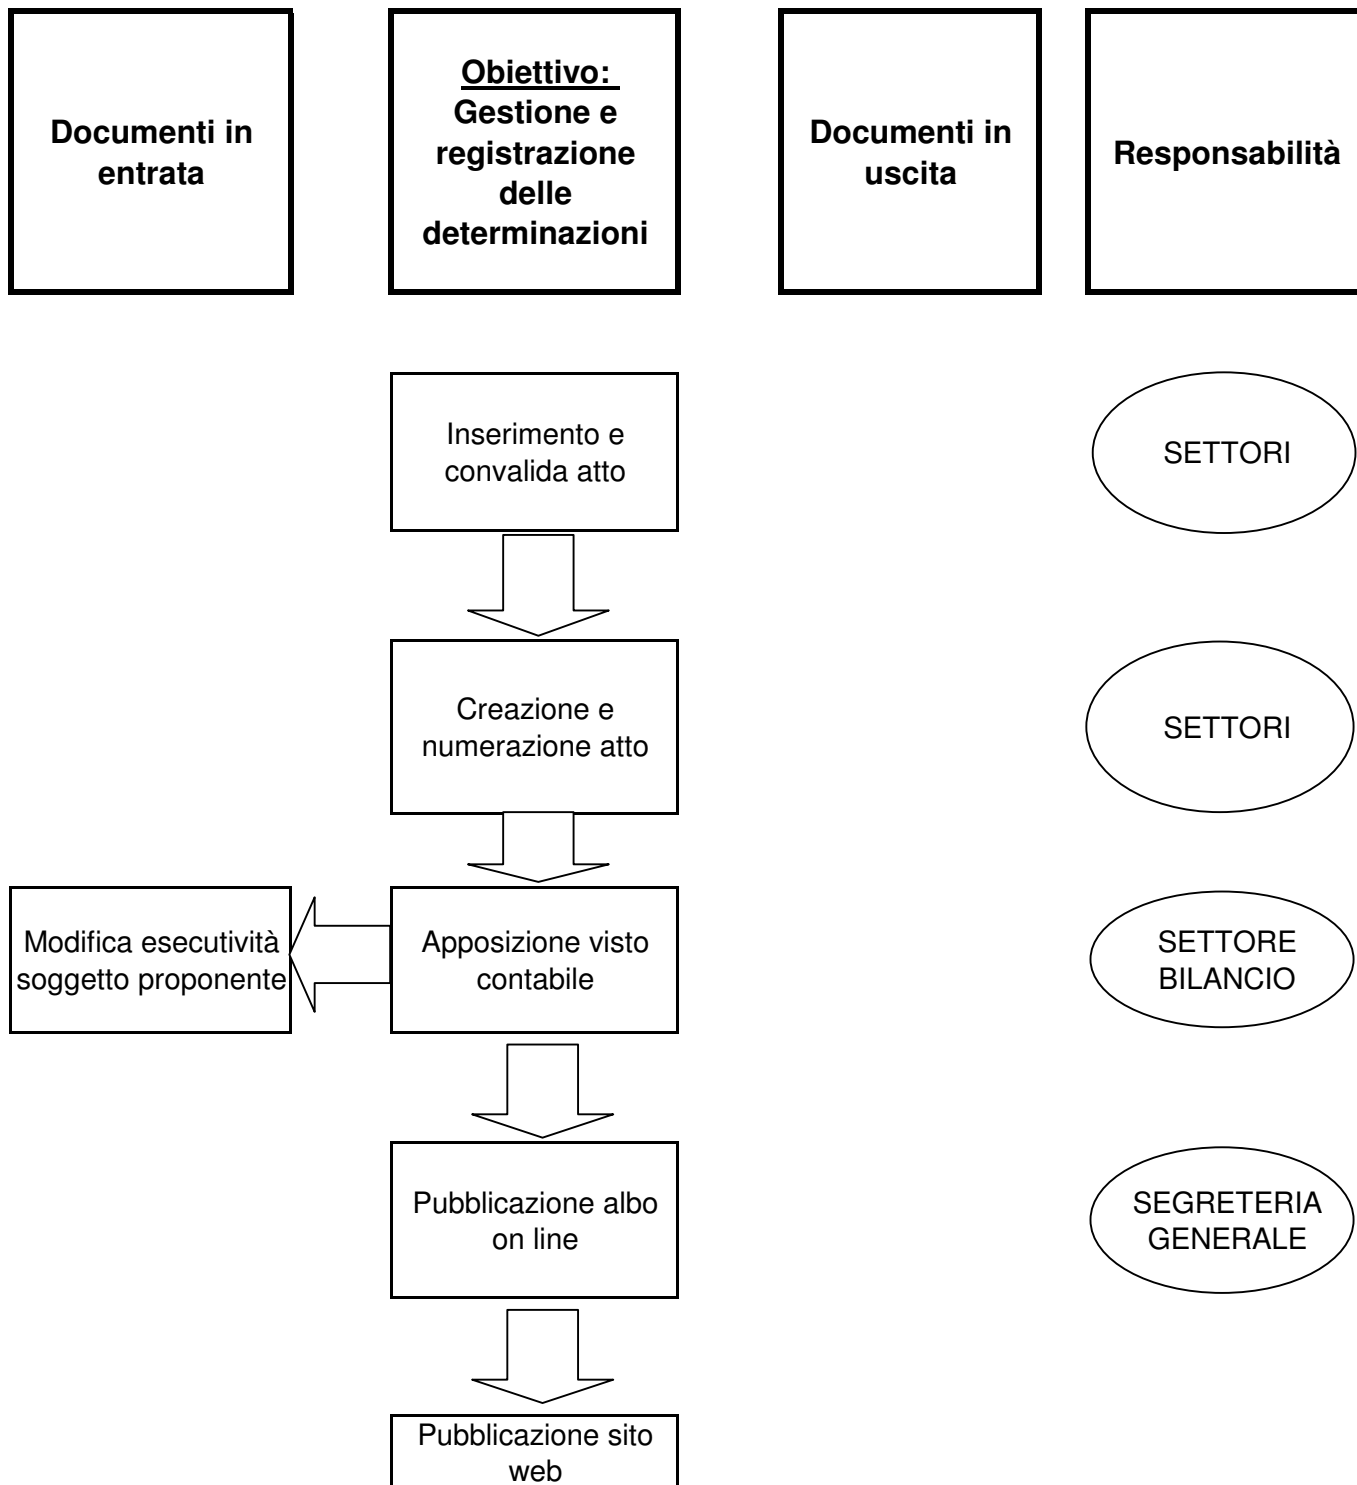 Documenti in
entrata
Obiettivo:
Gestione e
registrazione
delle
determinazioni
Documenti in
uscita
Responsabilità
Inserimento e
convalida atto
SETTORI
Creazione e
numerazione atto
SETTORI
Modifica esecutività
soggetto proponente
Apposizione visto
contabile
SETTORE
BILANCIO
Pubblicazione albo
on line
SEGRETERIA
GENERALE
Pubblicazione sito
web